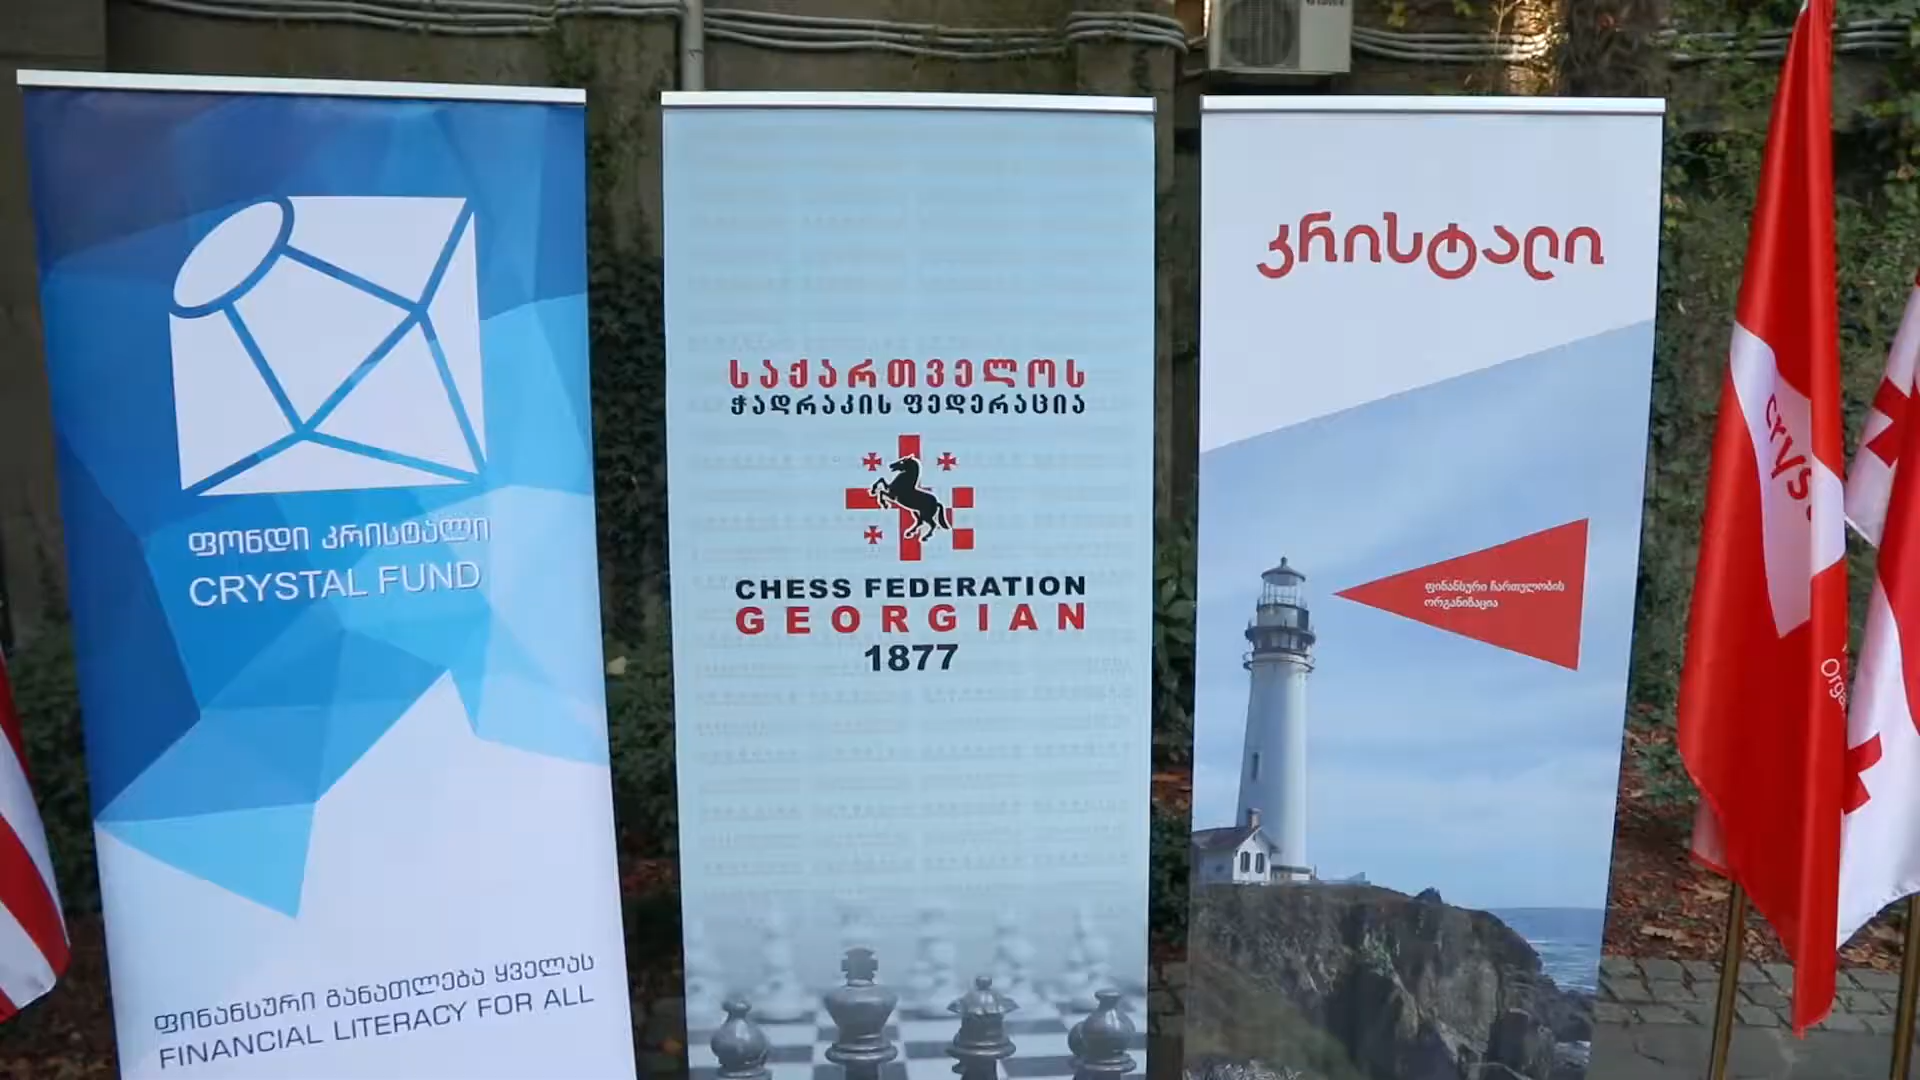 ფონდი კრისტალი
CRYSTAL FUND
ფინანსური განათლება ყველას
FINANCIAL LITERACY FOR ALL
საქართველოს
ჭადრაკის ფედერაცია
CHESS FEDERATION
GEORGIAN
1877
კრისტალი
ფინანსური ჩართულობის
ორგანიზაცია